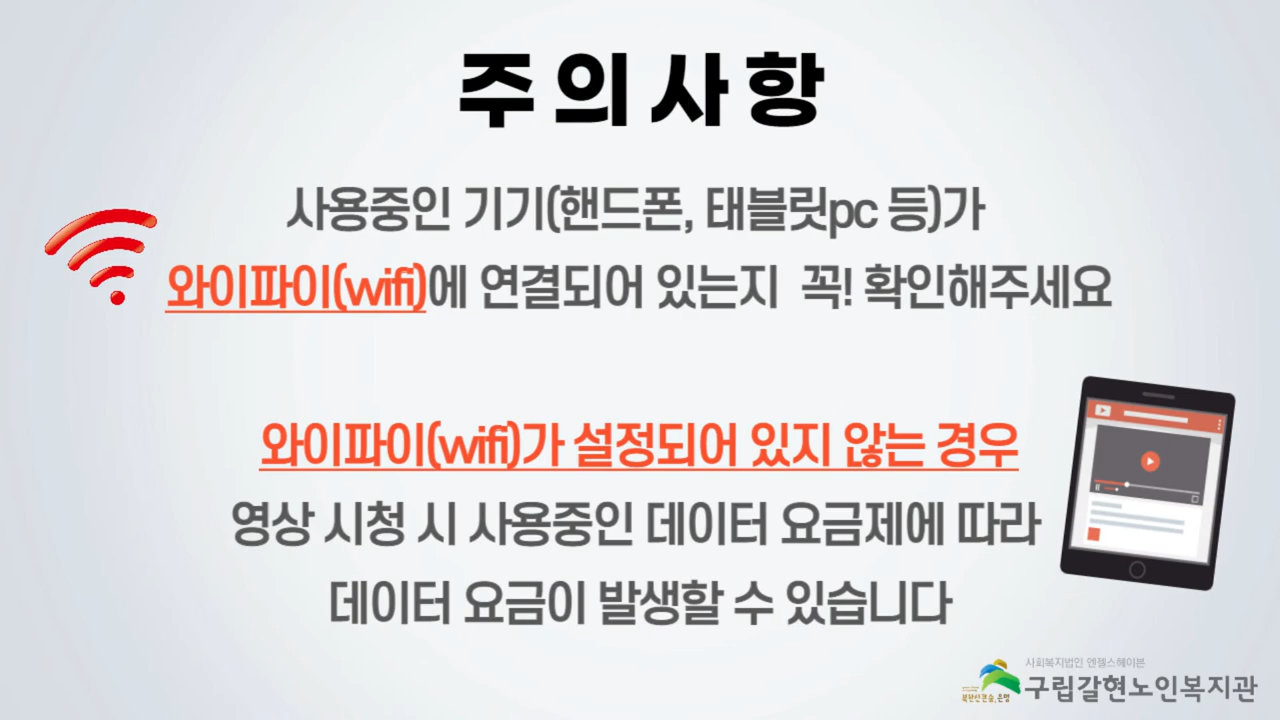 주의사항
사용중인 기기(핸드폰, 태블릿pc 등)가
와이파이(wifi)에 연결되어 있는지 꼭! 확인해주세요
와이파이(wifi)가 설정되어 있지 않는 경우
영상 시청 시 사용중인 데이터 요금제에 따라
데이터 요금이 발생할 수 있습니다
사회복지법인 엔젤스헤이븐
구립갈현노인복지관